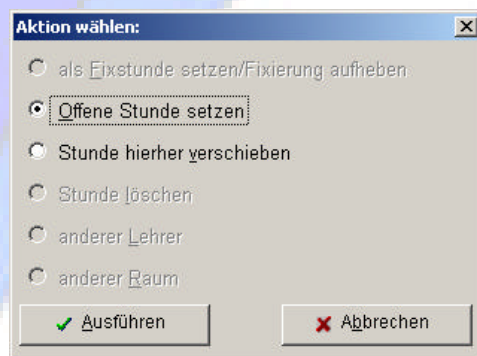 Aktion wählen:
als Fixstunde setzen/Fixierung aufheben
Offene Stunde setzen
Stunde hierher verschieben
Stunde löschen
anderer Lehrer
anderer Raum
Ausführen Abbrechen